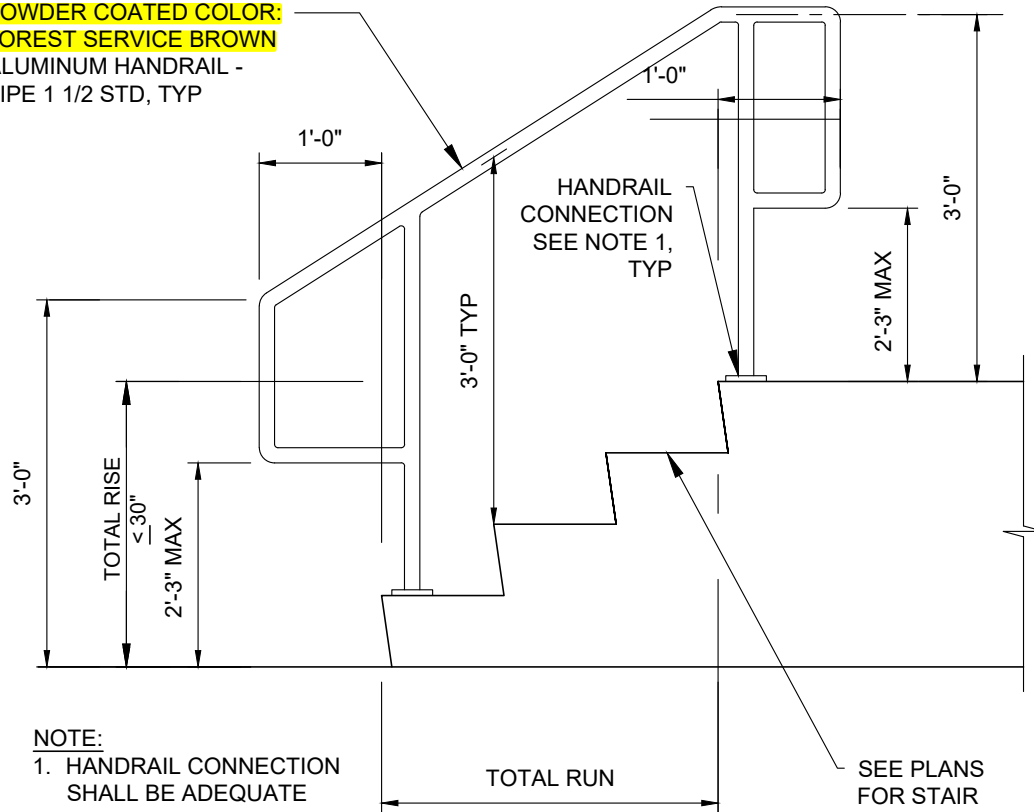 OWDER COATED COLOR:
OREST SERVICE BROWN
LUMINUM HANDRAIL -
IPE 1 1/2 STD, TYP
1'-0"
1'-0"
HANDRAIL
CONNECTION
SEE NOTE 1,
TYP
3'-0"
2'-3" MAX
3'-0" TYP
3'-0"
TOTAL RISE
< 30"
2'-3" MAX
NOTE:
1. HANDRAIL CONNECTION
SHALL BE ADEQUATE
TOTAL RUN
SEE PLANS
FOR STAIR